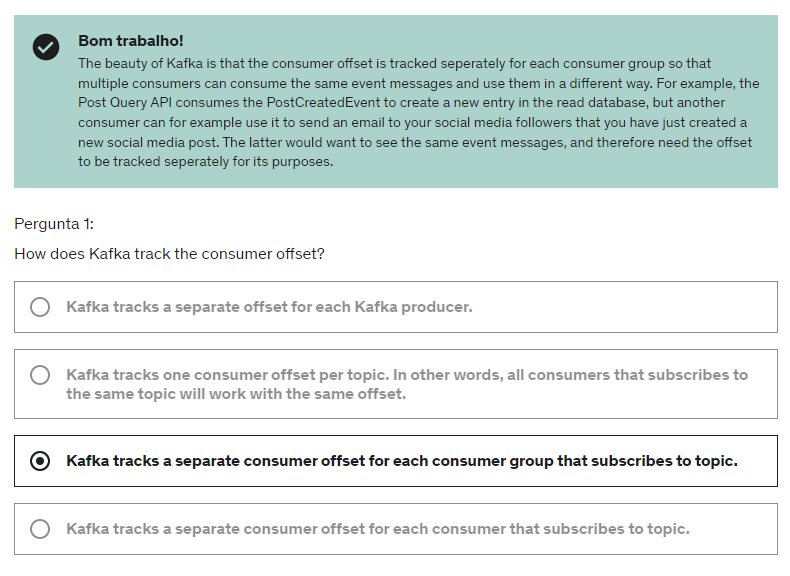 Bom trabalho!
The beauty of Kafka is that the consumer offset is tracked seperately for each consumer group so that
multiple consumers can consume the same event messages and use them in a different way. For example, the
Post Query API consumes the PostCreatedEvent to create a new entry in the read database, but another
consumer can for example use it to send an email to your social media followers that you have just created a
new social media post. The latter would want to see the same event messages, and therefore need the offset
to be tracked seperately for its purposes.
Pergunta 1:
How does Kafka track the consumer offset?
Kafka tracks a separate offset for each Kafka producer.
Kafka tracks one consumer offset per topic. In other words, all consumers that subscribes to
the same topic will work with the same offset.
Kafka tracks a separate consumer offset for each consumer group that subscribes to topic.
Kafka tracks a separate consumer offset for each consumer that subscribes to topic.